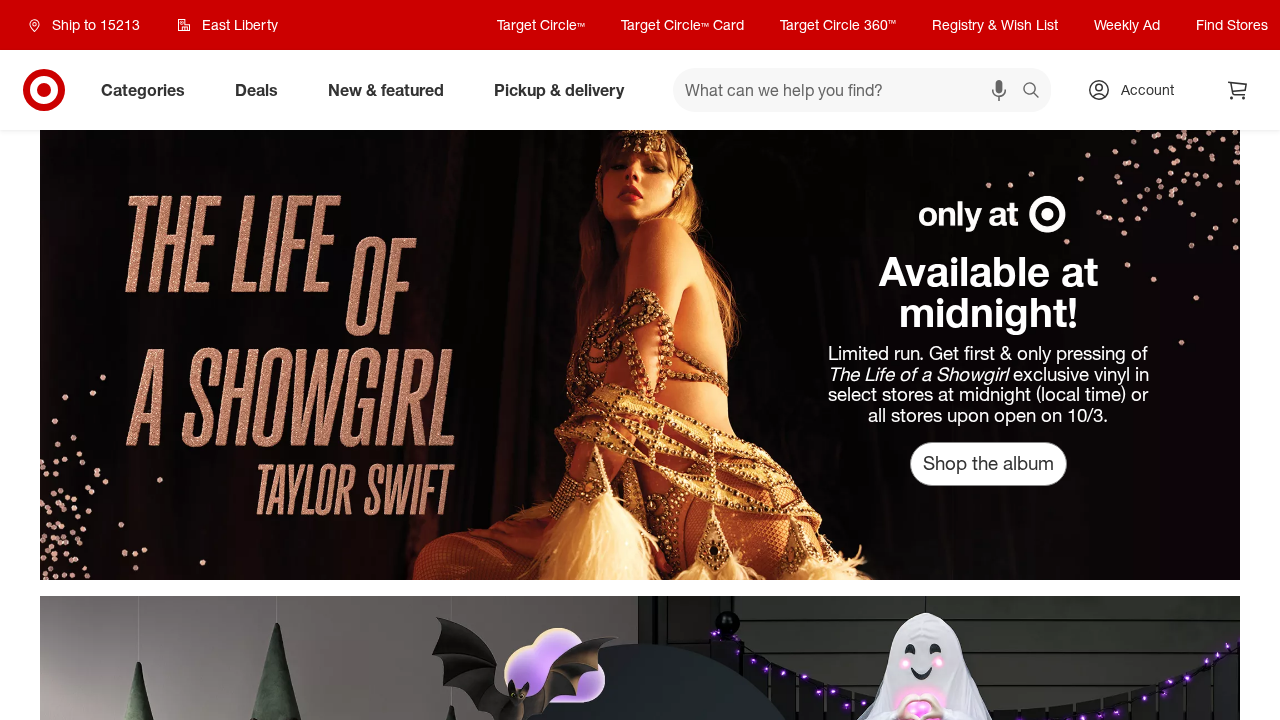 Ship to 15213
East Liberty
Target Circle™
Target Circle™ Card
Target Circle 360™
Registry & Wish List
Weekly Ad
Find Stores
Categories
Deals
New & featured
Pickup & delivery
What can we help you find?
Account
THE LIFE
OF
A SHOWGIRL
TAYLOR SWIFT
only at
Available at
midnight!
Limited run. Get first & only pressing of
The Life of a Showgirl exclusive vinyl in
select stores at midnight (local time) or
all stores upon open on 10/3.
Shop the album